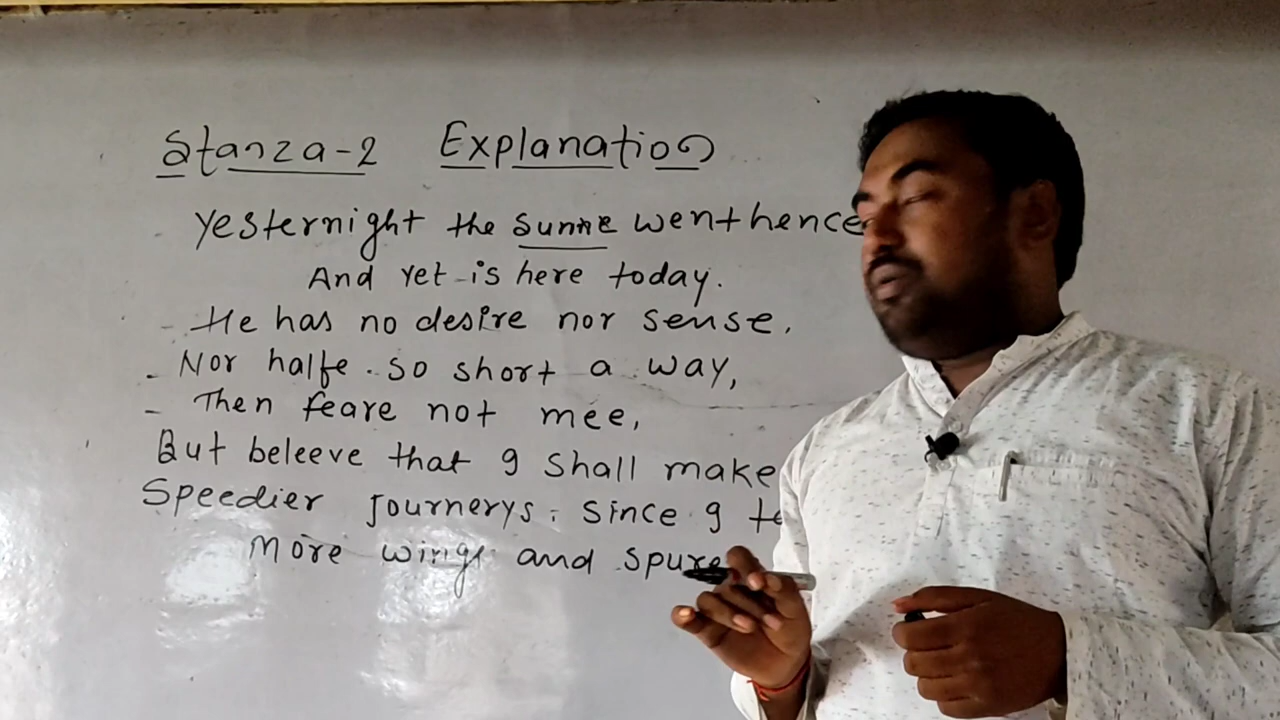 Stanza-2 Explanation
Yesternight the Sunne went hence
And Yet is here today.
- He has no desire nor sense.
- Nor halfe so short a way,
- Then feare not mee,
But beleeve that I Shall make
Speedier Journerys, Since I
More wings and spures